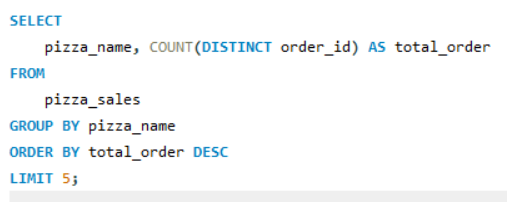 SELECT
pizza_name, COUNT(DISTINCT order_id) AS total_order
FROM
pizza_sales
GROUP BY pizza_name
ORDER BY total_order DESC
LIMIT 5;